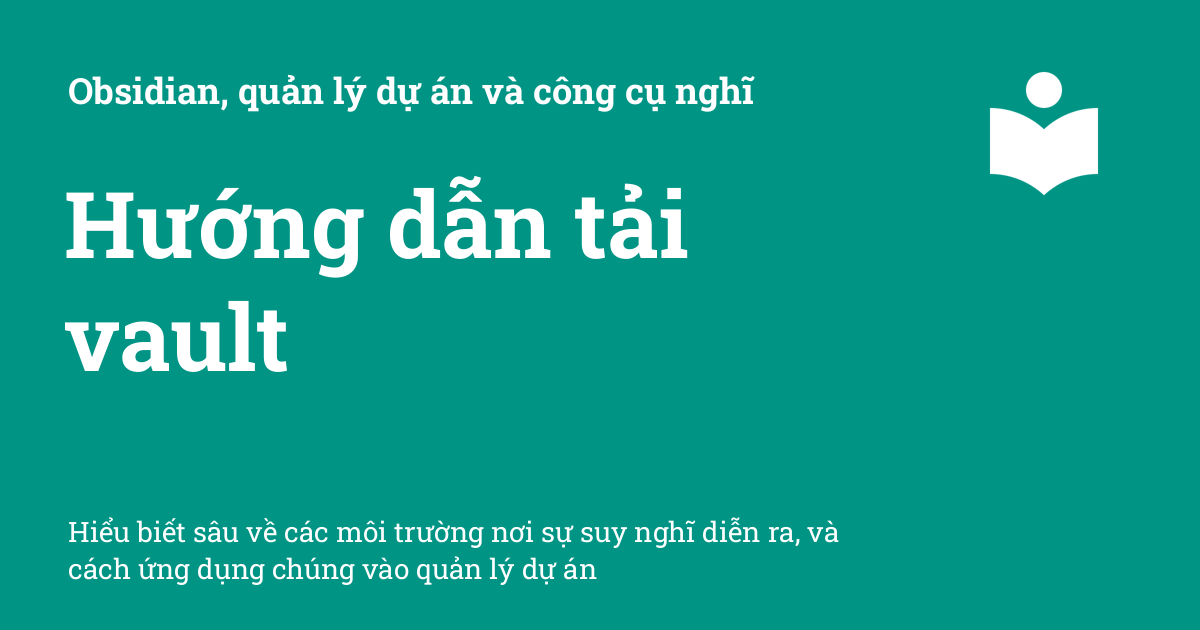 Obsidian, quản lý dự án và công cụ nghĩ
Hướng dẫn tải
vault
Hiểu biết sâu về các môi trường nơi sự suy nghĩ diễn ra, và
cách ứng dụng chúng vào quản lý dự án